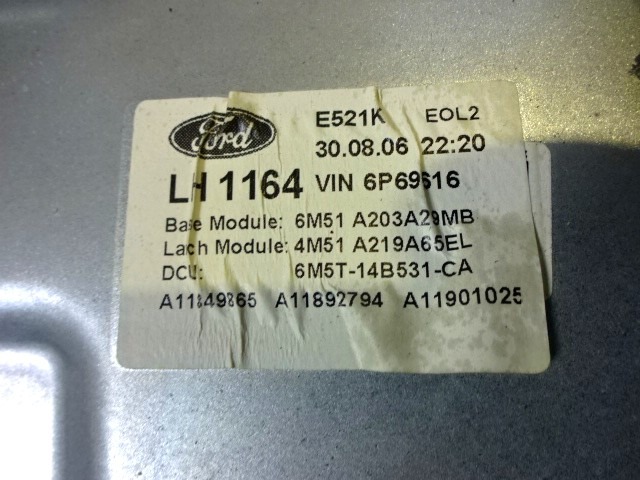 Ford E521K EOL2
30.08.06 22:20
LH 1164 VIN 6P69616
Base Module: 6M51 A203A29MB
Lach Module: 4M51 A219A65EL
DCU: 6M5T-14B531-CA
A11849865 A11892794 A11901025